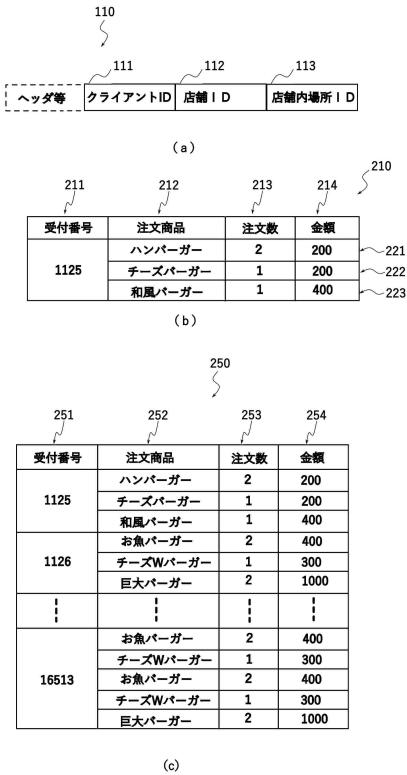 110
111 112 113
ヘッダ等 クライアントID 店舗ID 店舗内場所ID
(a)
210
211 212 213 214
受付番号 注文商品 注文数 金額
ハンバーガー 2 200 221
1125 チーズバーガー 1 200 222
和風バーガー 1 400 223
(b)
250
251 252 253 254
受付番号 注文商品 注文数 金額
ハンバーガー 2 200
1125 チーズバーガー 1 200
和風バーガー 1 400
お魚バーガー 2 400
1126 チーズWバーガー 1 300
巨大バーガー 2 1000
お魚バーガー 2 400
チーズWバーガー 1 300
16513 お魚バーガー 2 400
チーズWバーガー 1 300
巨大バーガー 2 1000
(c)